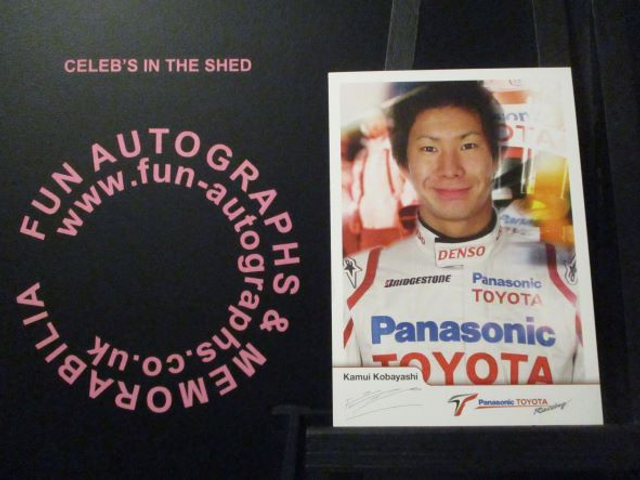 CELEB'S IN THE SHED
FUN AUTOGRAPHS & MEMORABILIA
www.fun-autographs.co.uk
TOTA
DENSO
BRIDGESTONE
Panasonic
TOYOTA
Panasonic
TOYOTA
Kamui Kobayashi
Panasonic TOYOTA
Racing